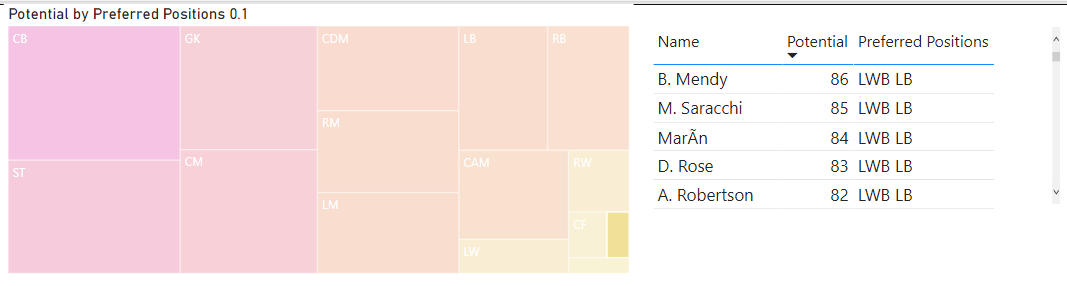 Potential by Preferred Positions 0.1
CB
GK
CDM
LB
RB
RM
ST
CM
CAM
RW
LM
CF
LW
Name Potential Preferred Positions
B. Mendy 86 LWB LB
M. Saracchi 85 LWB LB
MarÃn 84 LWB LB
D. Rose 83 LWB LB
A. Robertson 82 LWB LB